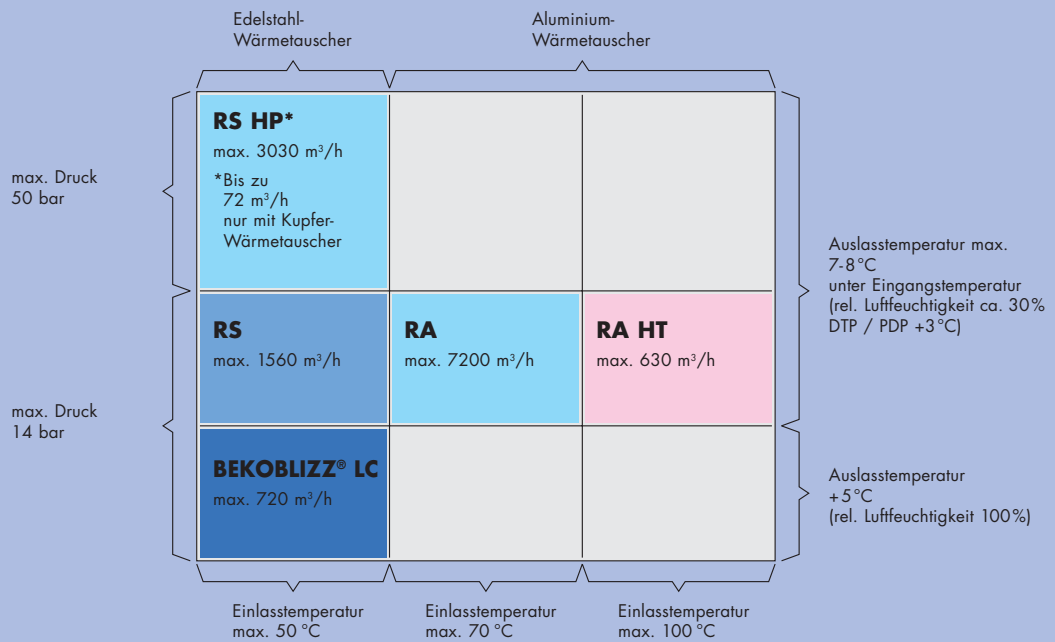 Edelstahl-
Wärmetauscher
Aluminium-
Wärmetauscher
max. Druck
50 bar
RS HP*
max. 3030 m³/h
*Bis zu
72 m³/h
nur mit Kupfer-
Wärmetauscher
Auslasstemperatur max.
7-8°C
unter Eingangstemperatur
(rel. Luftfeuchtigkeit ca. 30%
DTP / PDP +3°C)
max. Druck
14 bar
RS
max. 1560 m³/h
RA
max. 7200 m³/h
RA HT
max. 630 m³/h
BEKOBLIZZ® LC
max. 720 m³/h
Auslasstemperatur
+5°C
(rel. Luftfeuchtigkeit 100%)
Einlasstemperatur
max. 50 °C
Einlasstemperatur
max. 70 °C
Einlasstemperatur
max. 100 °C